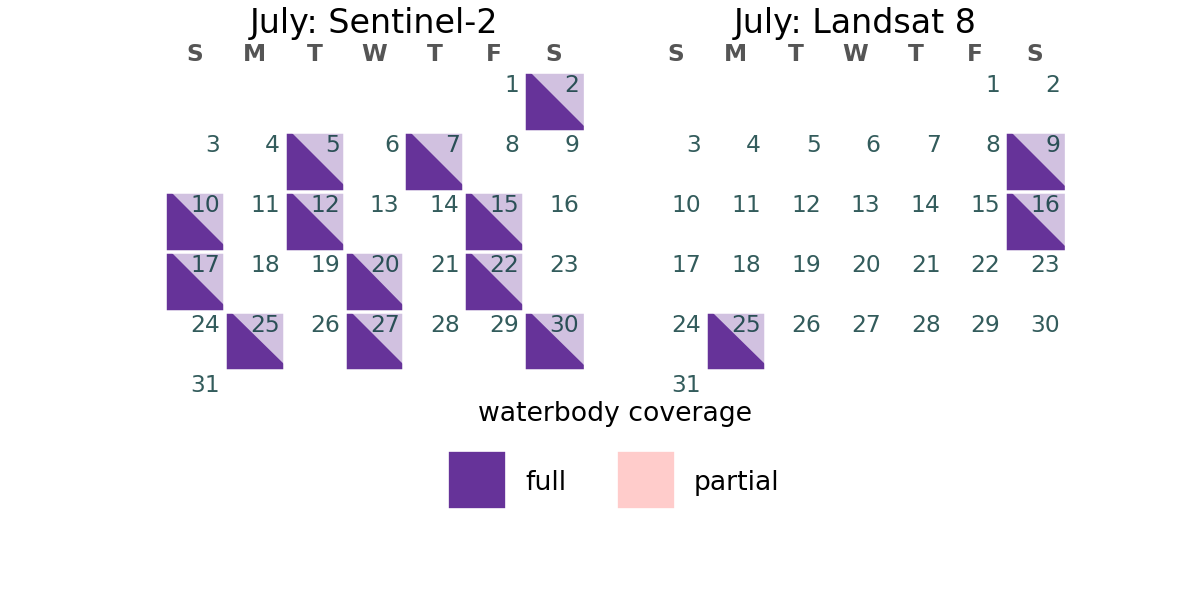 July: Sentinel-2
S M T W T F S
1 2
3 4 5 6 7 8 9
10 11 12 13 14 15 16
17 18 19 20 21 22 23
24 25 26 27 28 29 30
31
July: Landsat 8
S M T W T F S
1 2
3 4 5 6 7 8 9
10 11 12 13 14 15 16
17 18 19 20 21 22 23
24 25 26 27 28 29 30
31
waterbody coverage
full partial